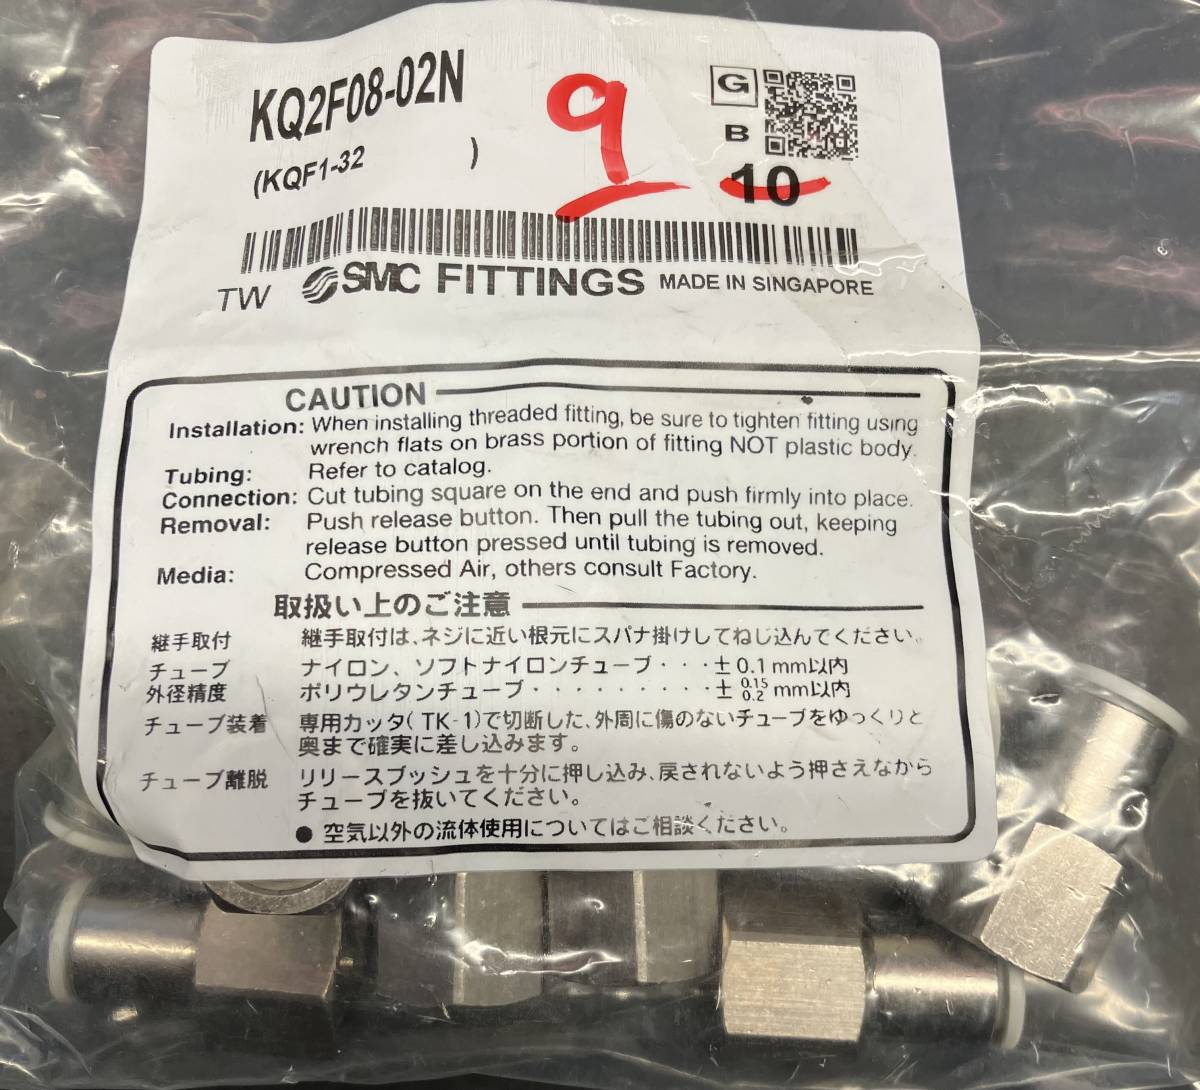 KQ2F08-02N
(KQF1-32 )
9
G
B
10
TW SMC FITTINGS MADE IN SINGAPORE
CAUTION
Installation: When installing threaded fitting, be sure to tighten fitting using
wrench flats on brass portion of fitting NOT plastic body.
Tubing: Refer to catalog.
Connection: Cut tubing square on the end and push firmly into place.
Removal: Push release button. Then pull the tubing out, keeping
release button pressed until tubing is removed.
Media: Compressed Air, others consult Factory.
取扱い上のご注意
継手取付 継手取付は、ネジに近い根元にスパナ掛けしてねじ込んでください。
チューブ ナイロン、ソフトナイロンチューブ・・・± 0.1 mm以内
外径精度 ポリウレタンチューブ・・・・・・・・・± 0.15 0.2 mm以内
チューブ装着 専用カッタ(TK-1)で切断した、外周に傷のないチューブをゆっくりと
奥まで確実に差し込みます。
チューブ離脱 リリースブッシュを十分に押し込み、戻されないよう押さえながら
チューブを抜いてください。
● 空気以外の流体使用についてはご相談ください。